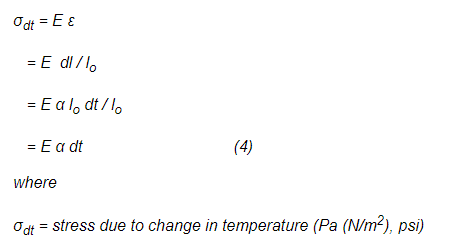 σdt = E ε
= E dl / lo
= E α lo dt / lo
= E α dt (4)
where
σdt = stress due to change in temperature (Pa (N/m2), psi)